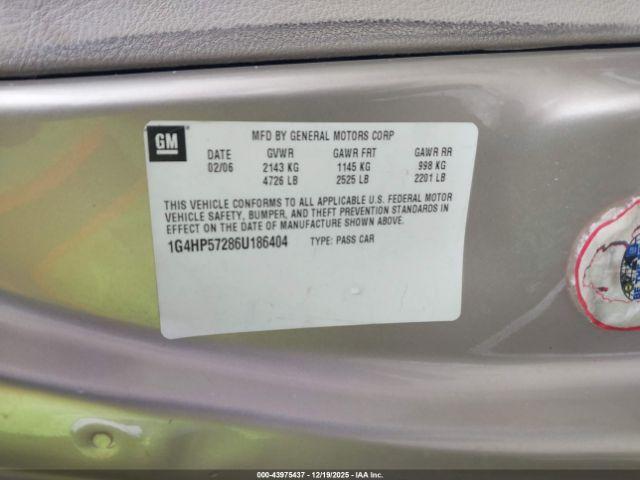 GM
MFD BY GENERAL MOTORS CORP
DATE GVWR GAWR FRT GAWR RR
02/06 2143 KG 1145 KG 998 KG
4726 LB 2525 LB 2201 LB
THIS VEHICLE CONFORMS TO ALL APPLICABLE U.S. FEDERAL MOTOR
VEHICLE SAFETY, BUMPER, AND THEFT PREVENTION STANDARDS IN
EFFECT ON THE DATE OF MANUFACTURE SHOWN ABOVE.
1G4HP57286U186404 TYPE: PASS CAR
000-43975437 - 12/19/2025 - IAA Inc.